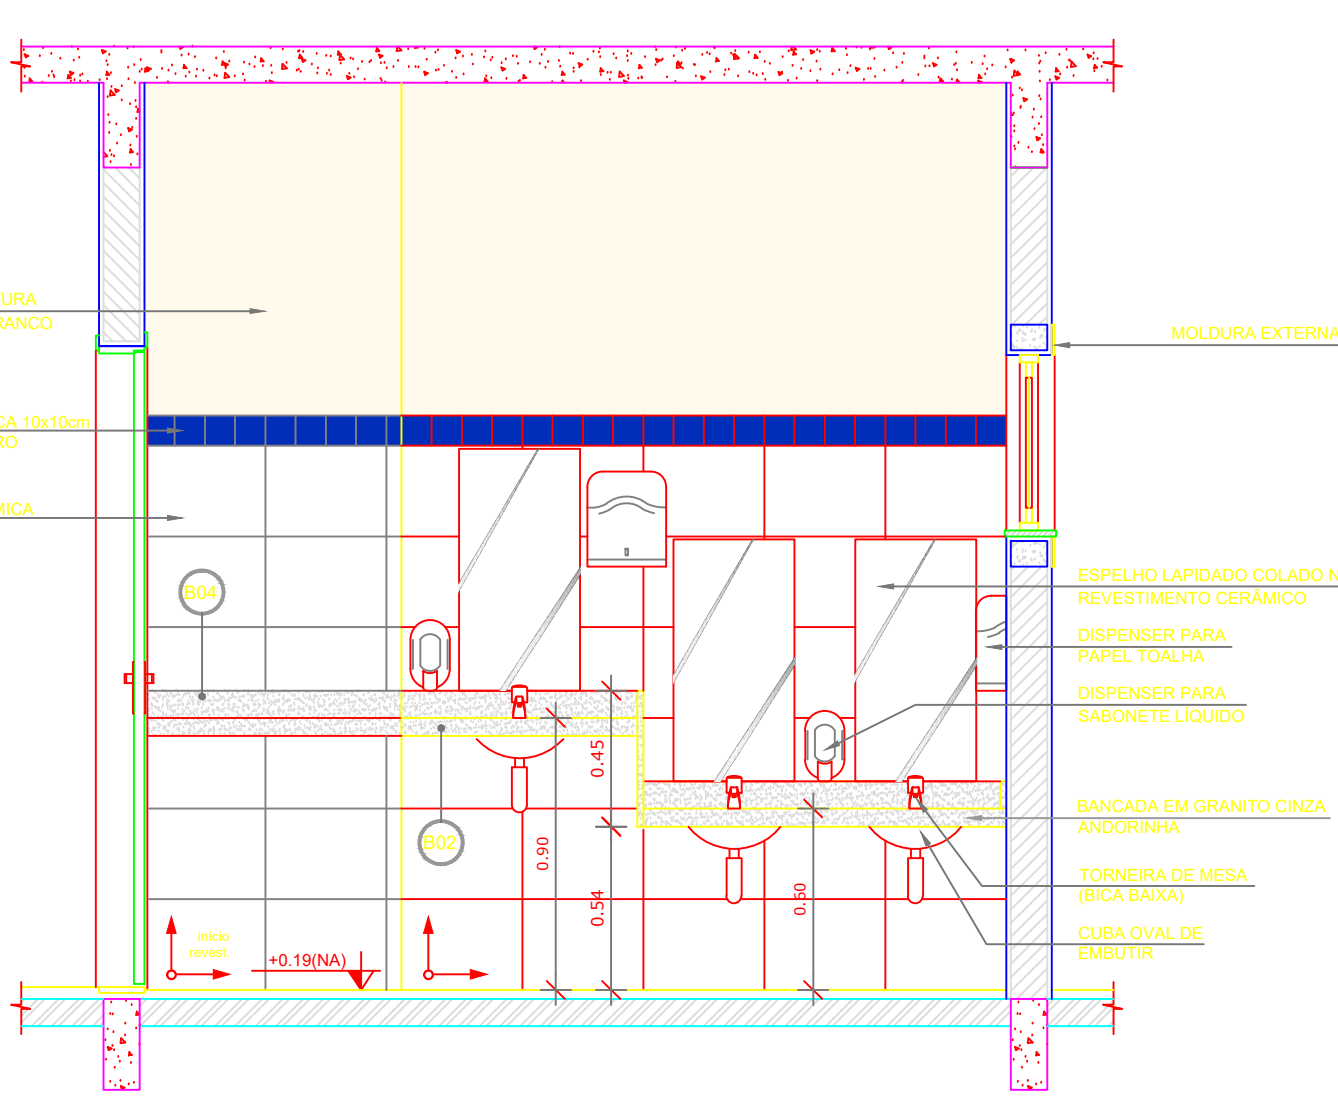 URA
RANCO
MOLDURA EXTERNA
CA 10x10cm
RO
MICA
B04
ESPELHO LAPIDADO COLADO N
REVESTIMENTO CERÂMICO
DISPENSER PARA
PAPEL TOALHA
DISPENSER PARA
SABONETE LÍQUIDO
0.45
BANCADA EM GRANITO CINZA
ANDORINHA
B02
0.90
0.54
0.60
TORNEIRA DE MESA
(BICA BAIXA)
CUBA OVAL DE
EMBUTIR
início
revest.
+0.19(NA)